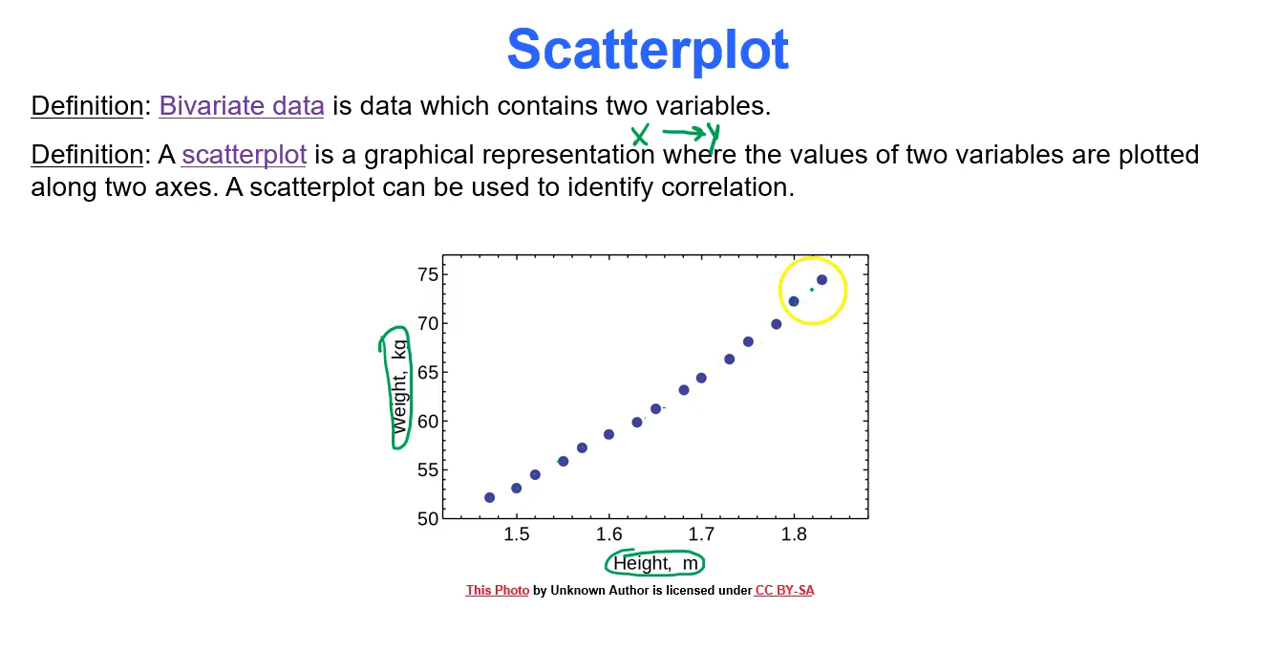 Scatterplot
Definition: Bivariate data is data which contains two variables.
X → y
Definition: A scatterplot is a graphical representation where the values of two variables are plotted
along two axes. A scatterplot can be used to identify correlation.
75
70
65
60
55
50
Weight, kg
1.5 1.6 1.7 1.8
Height, m
This Photo by Unknown Author is licensed under CC BY-SA